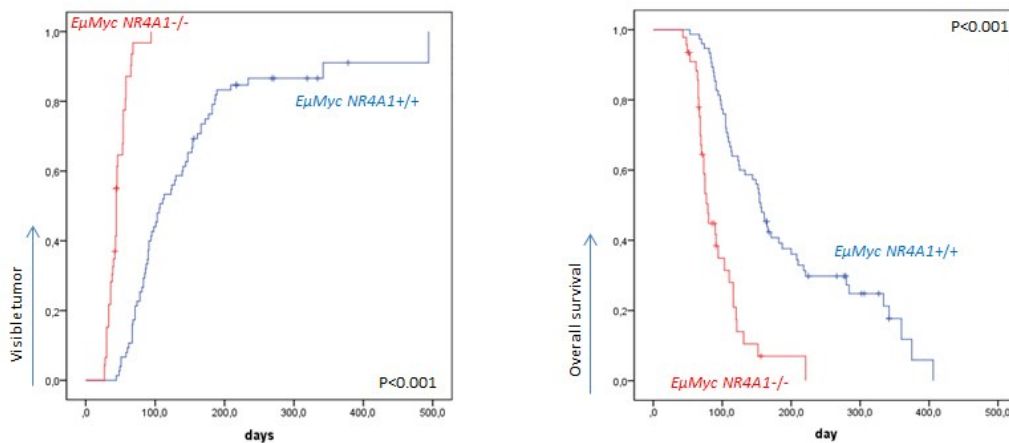 EµMyc NR4A1-/-
1,0
0,8
0,6
0,4
0,2
0,0
EµMyc NR4A1+/+
Visible tumor
P<0.001
,0 100,0 200,0 300,0 400,0 500,0
days
P<0.001
1,0
0,8
0,6
0,4
0,2
0,0
EµMyc NR4A1+/+
Overall survival
EµMyc NR4A1-/-
,0 100,0 200,0 300,0 400,0 500,0
day